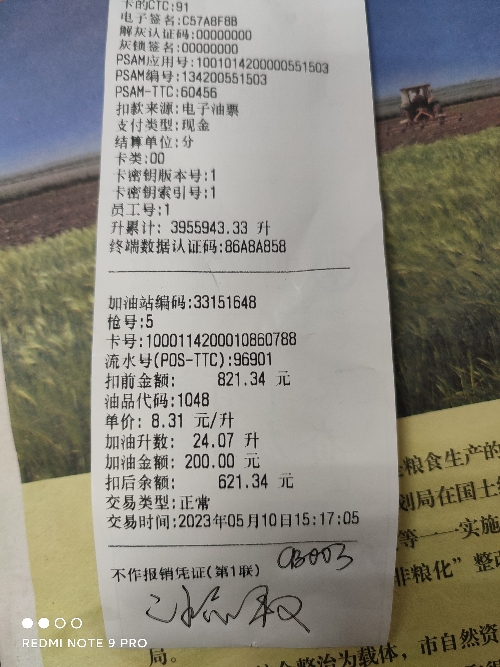 卡的CTC:91
电子签名:C57A8F8B
解灰认证码:00000000
灰锁签名:00000000
PSAM应用号:1001014200000551503
PSAM编号:134200551503
PSAM-TTC:60456
扣款来源:电子油票
支付类型:现金
结算单位:分
卡类:00
卡密钥版本号:1
卡密钥索引号:1
员工号:1
升累计: 3955943.33 升
终端数据认证码:86A8A858
加油站编码:33151648
枪号:5
卡号:1000114200010860788
流水号(POS-TTC):96901
扣前金额: 821.34 元
油品代码:1048
单价: 8.31 元/升
加油升数: 24.07 升
加油金额: 200.00 元
扣后余额: 621.34 元
交易类型:正常
交易时间:2023年05月10日15:17:05
不作报销凭证(第1联)
粮食生产的
划局在国土
等——实施
非粮化”整
局。
整治为载体，市自然资
REDMI NOTE 9 PRO